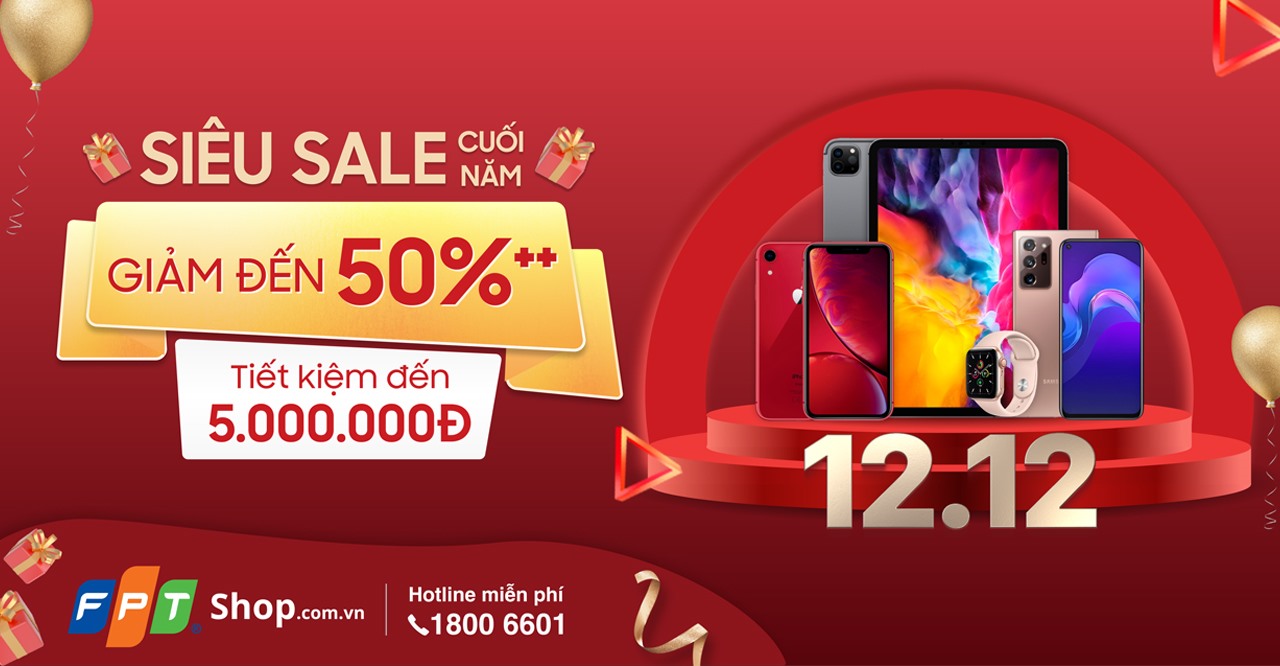 SIÊU SALE CUỐI NĂM
GIẢM ĐẾN 50%++
Tiết kiệm đến
5.000.000Đ
SAMSUNG
12.12
FPT Shop.com.vn
Hotline miễn phí
1800 6601